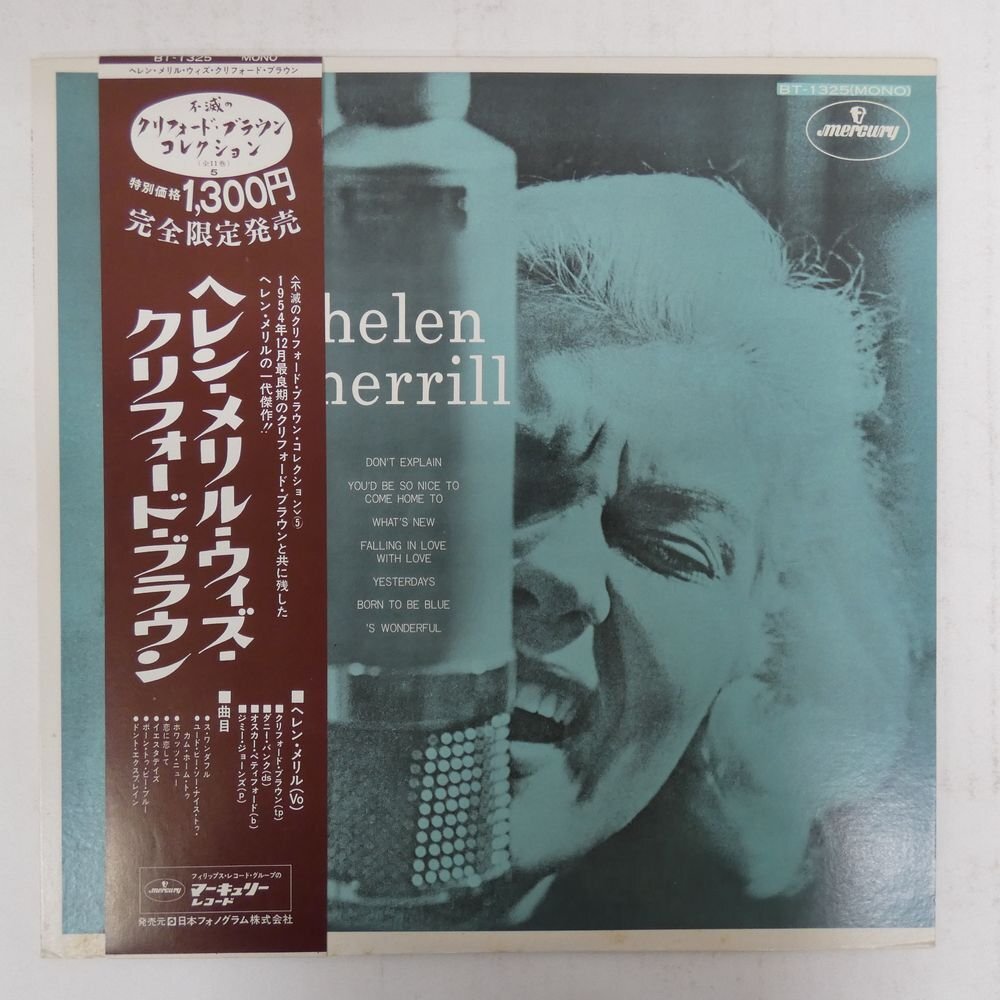 BT-1325 MONO
ヘレン・メリル・ウィズ・クリフォード・ブラウン
不滅の
クリフォード・ブラウン
コレクション
(全11巻)
5
特別価格1,300円
完全限定発売
ヘレン・メリル・ウィズ・
クリフォード・ブラウン
〈不滅のクリフォード・ブラウン・コレクション〉⑤
1954年12月最良期のクリフォード・ブラウンと共に残した
ヘレン・メリルの一代傑作!!
■ヘレン・メリル(Vo)
■クリフォード・ブラウン(tp)
■ダニー・バンク(ds)
■オスカー・ペティフォード(b)
■ジミー・ジョーンズ(p)
■曲目
●ス・ワンダフル
●ユード・ビー・ソー・ナイス・トゥ・
カム・ホーム・トゥ
●ホワッツ・ニュー
●恋に恋して
●イエスタデイズ
●ボーン・トゥ・ビー・ブルー
●ドント・エクスプレイン
mercury
フィリップス・レコード・グループの
マーキュリー
レコード
発売元 日本フォノグラム株式会社
BT-1325(MONO)
mercury
helen
merrill
DON'T EXPLAIN
YOU'D BE SO NICE TO
COME HOME TO
WHAT'S NEW
FALLING IN LOVE
WITH LOVE
YESTERDAYS
BORN TO BE BLUE
'S WONDERFUL